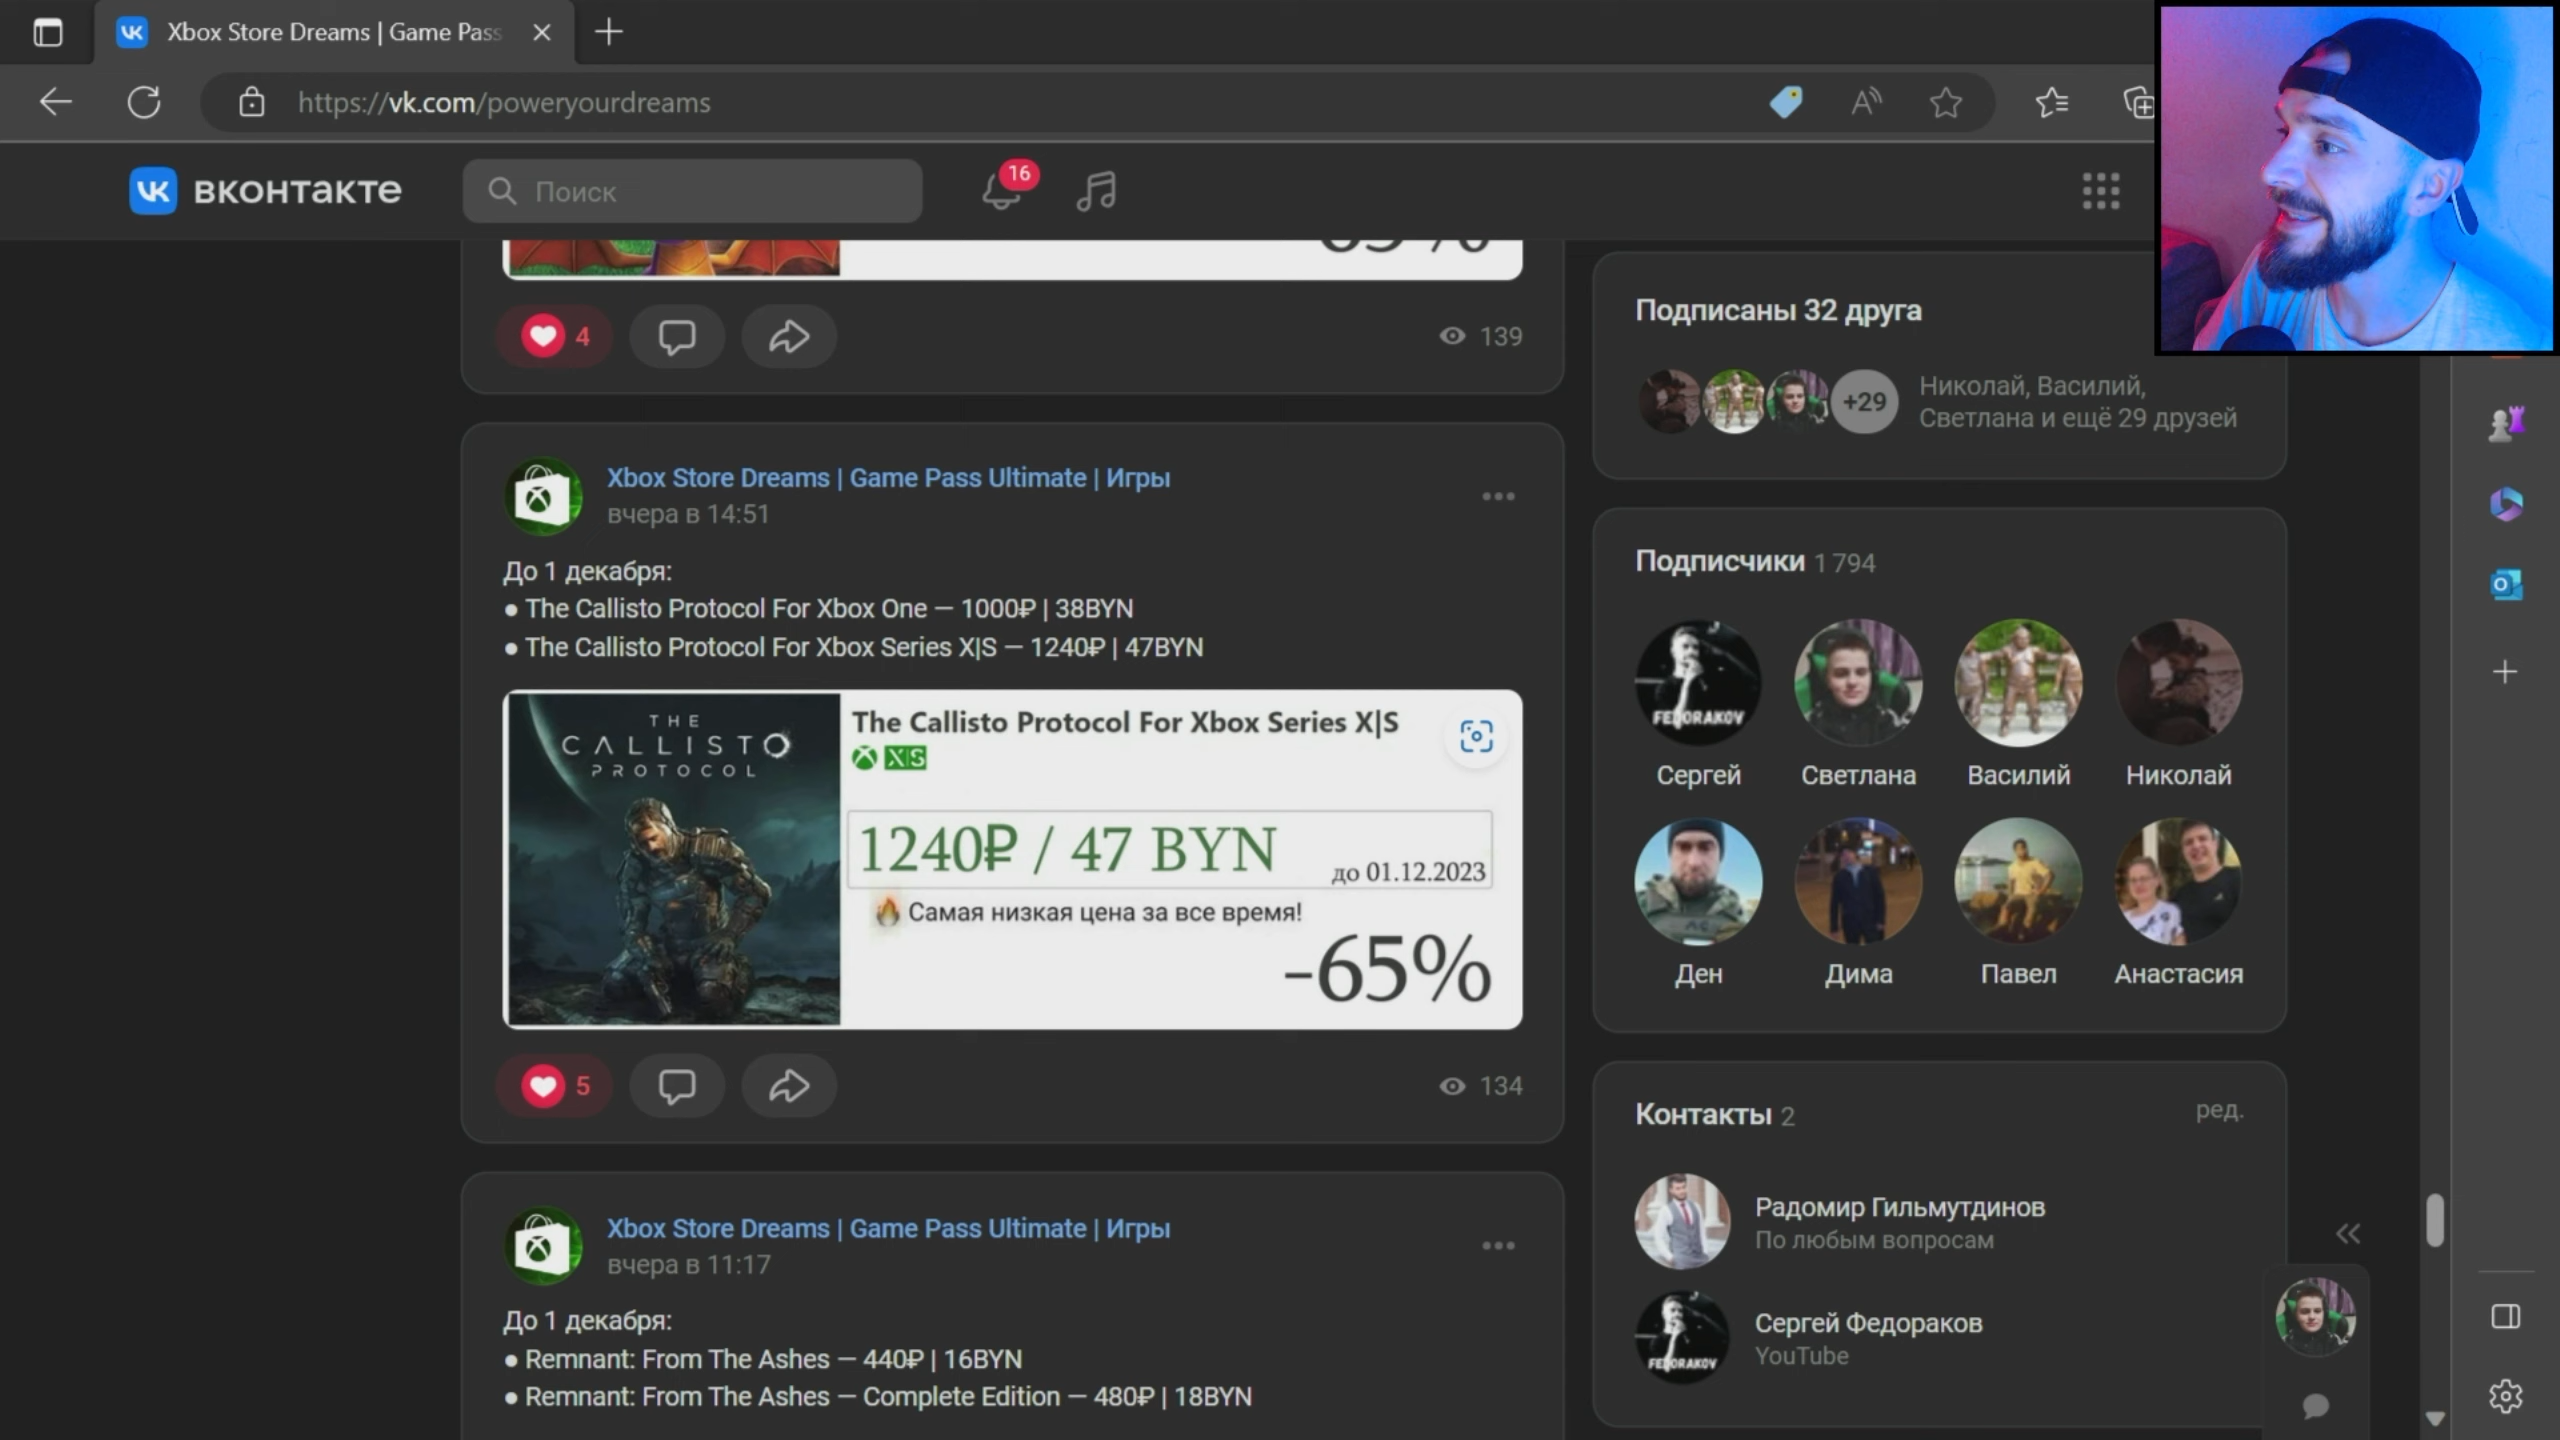 Xbox Store Dreams | Game Pass
https://vk.com/poweryourdreams
вконтакте
Поиск
16
4
139
Xbox Store Dreams | Game Pass Ultimate | Игры
вчера в 14:51
До 1 декабря:
● The Callisto Protocol For Xbox One — 1000₽ | 38BYN
● The Callisto Protocol For Xbox Series X|S — 1240₽ | 47BYN
THE
CALLISTO
PROTOCOL
The Callisto Protocol For Xbox Series X|S
X|S
1240₽ / 47 BYN
до 01.12.2023
Самая низкая цена за все время!
-65%
5
134
Xbox Store Dreams | Game Pass Ultimate | Игры
вчера в 11:17
До 1 декабря:
● Remnant: From The Ashes — 440₽ | 16BYN
● Remnant: From The Ashes — Complete Edition — 480₽ | 18BYN
Подписаны 32 друга
+29
Николай, Василий,
Светлана и ещё 29 друзей
Подписчики 1 794
FEDORAKOV
Сергей
Светлана
Василий
Николай
Ден
Дима
Павел
Анастасия
Контакты 2
ред.
Радомир Гильмутдинов
По любым вопросам
FEDORAKOV
Сергей Федораков
YouTube